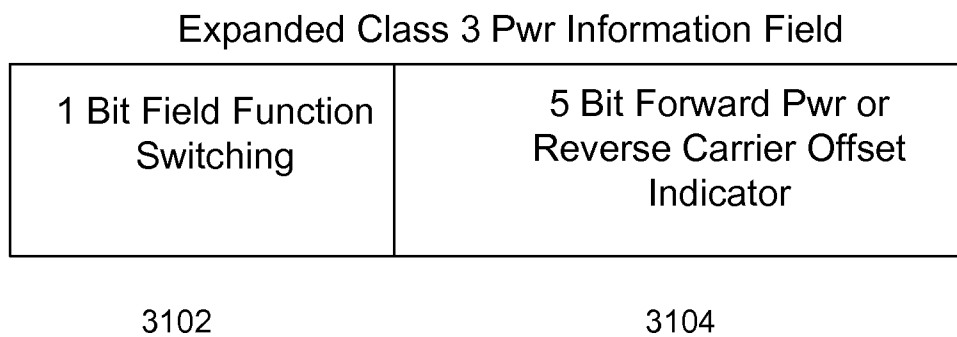 Expanded Class 3 Pwr Information Field
1 Bit Field Function
Switching
5 Bit Forward Pwr or
Reverse Carrier Offset
Indicator
3102
3104